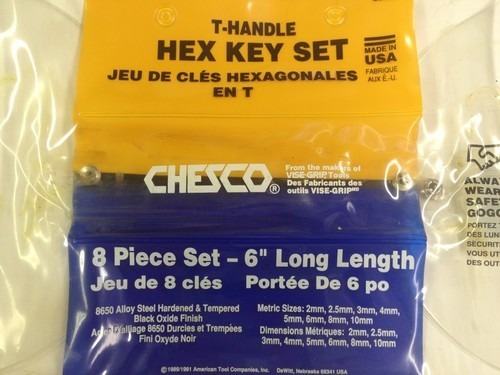 T-HANDLE
HEX KEY SET
JEU DE CLÉS HEXAGONALES
EN T
MADE IN
USA
FABRIQUE
AUX É.-U.
CHESCO®
From the makers of
VISE-GRIP Tools
Des Fabricants des
outils VISE-GRIP
8 Piece Set – 6" Long Length
Jeu de 8 clés Portée De 6 po
8650 Alloy Steel Hardened & Tempered
Black Oxide Finish
Acier D'alliage 8650 Durcies et Trempées
Fini Oxyde Noir
Metric Sizes: 2mm, 2.5mm, 3mm, 4mm,
5mm, 6mm, 8mm, 10mm
Dimensions Métriques: 2mm, 2.5mm,
3mm, 4mm, 5mm, 6mm, 8mm, 10mm
©1989/1991 American Tool Companies, Inc. DeWitt, Nebraska 68341 USA
ALWA
WEAR
SAFE
GOGG
PORTEZ T
DES LUN
SÉCURIT
VOUS UT
DES OUT